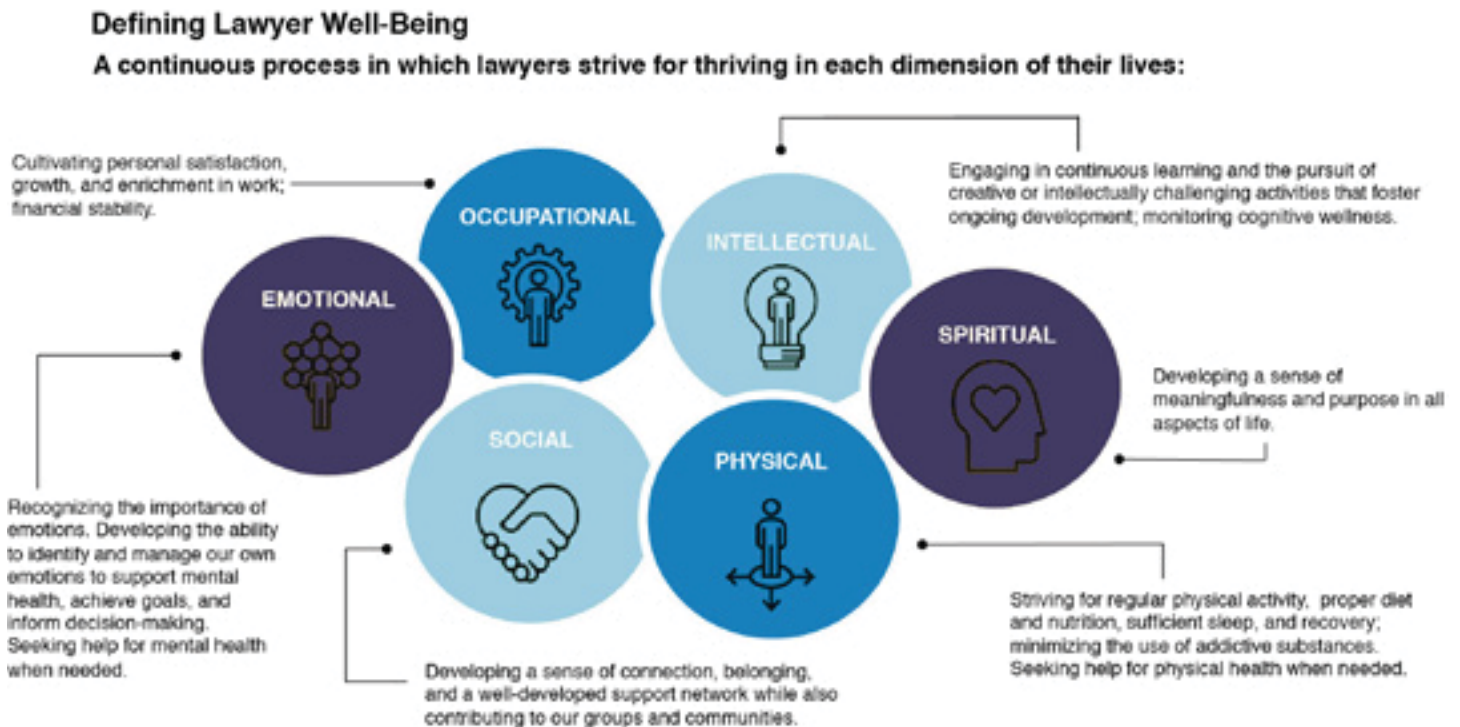 Defining Lawyer Well-Being
A continuous process in which lawyers strive for thriving in each dimension of their lives:
Cultivating personal satisfaction,
growth, and enrichment in work;
financial stability.
OCCUPATIONAL
Engaging in continuous learning and the pursuit of
creative or intellectually challenging activities that foster
ongoing development; monitoring cognitive wellness.
INTELLECTUAL
EMOTIONAL
SPIRITUAL
Developing a sense of
meaningfulness and purpose in all
aspects of life.
SOCIAL
PHYSICAL
Recognizing the importance of
emotions. Developing the ability
to identify and manage our own
emotions to support mental
health, achieve goals, and
inform decision-making.
Seeking help for mental health
when needed.
Striving for regular physical activity, proper diet
and nutrition, sufficient sleep, and recovery;
minimizing the use of addictive substances.
Seeking help for physical health when needed.
Developing a sense of connection, belonging,
and a well-developed support network while also
contributing to our groups and communities.